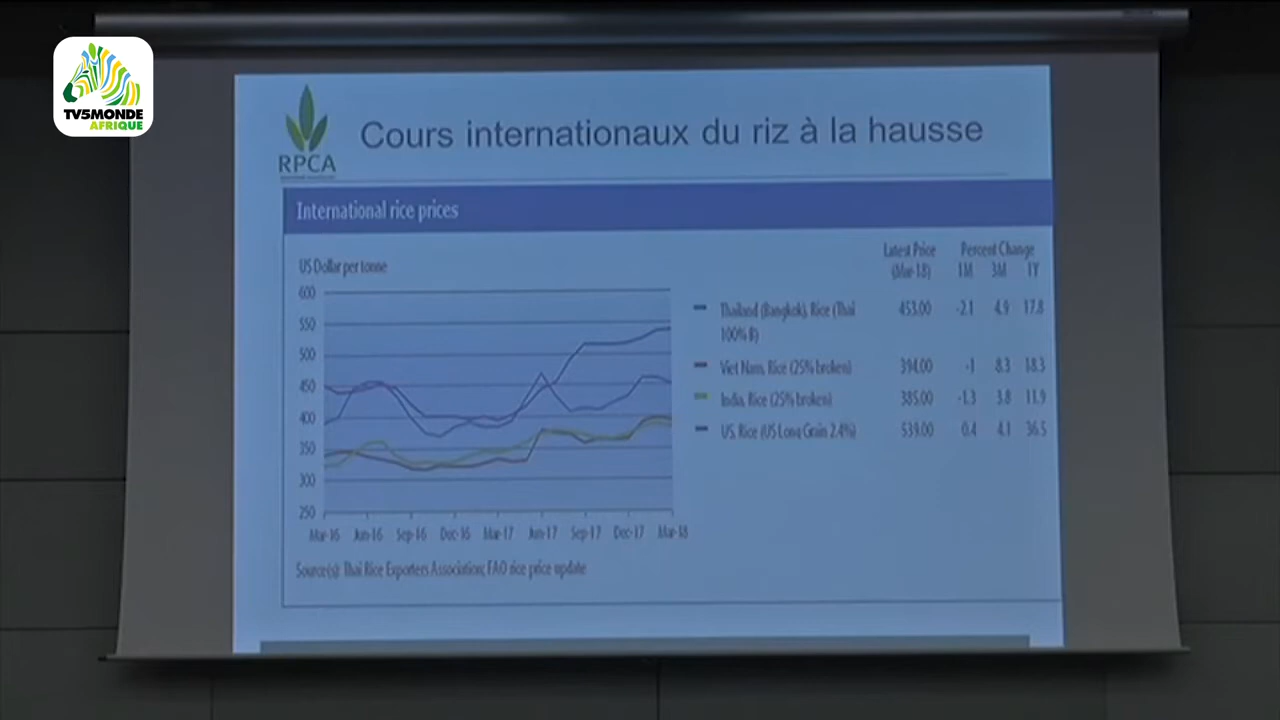 TV5MONDE
AFRIQUE
RPCA
Cours internationaux du riz à la hausse
International rice prices
US Dollar per tonne
Latest Price Percent Change
(Mar-18) 1M 3M 1Y
600
550
500
450
400
350
300
250
Mar-16 Jun-16 Sep-16 Dec-16 Mar-17 Jun-17 Sep-17 Dec-17 Mar-18
Thailand (Bangkok), Rice (Thai 453.00 -2.1 4.9 17.8
100% B)
Viet Nam, Rice (25% broken) 394.00 -1 8.3 18.3
India, Rice (25% broken) 385.00 -1.3 3.8 11.9
US, Rice (US Long Grain 2.4%) 539.00 0.4 4.1 36.5
Source(s): Thai Rice Exporters Association; FAO rice price update